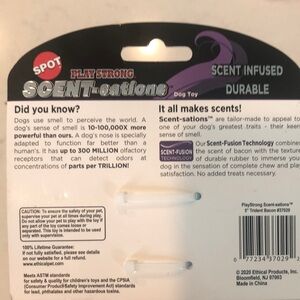 SPOT
PLAY STRONG
SCENT-sations
Dog Toy
SCENT INFUSED
DURABLE
Did you know?
Dogs use smell to perceive the world. A
dog's sense of smell is 10-100,000X more
powerful than ours. A dog's nose is specially
adapted to function far better than a
human's. It has up to 300 MILLION olfactory
receptors that can detect odors at
concentrations of parts per TRILLION!
It all makes scents!
Scent-sations™ are tailor-made to appeal to
one of your dog's greatest traits - their keen
sense of smell.
SCENT-FUSION
TECHNOLOGY
Our Scent-Fusion Technology combines
the scent of bacon with the texture
of durable rubber to immerse your
dog in the sensation of complete chew and play
satisfaction. No added treats necessary.
CAUTION: To ensure the safety of your pet,
supervise your pet at all times during play.
Do not allow your pet to play with the toy if
any part of the toy comes loose or separated.
This toy is intended to be
used only with pets.
100% Lifetime Guarantee:
If not fully satisfied, please see details
on our website for a full refund.
www.ethicalpet.com
Meets ASTM standards
for safety & quality for children's toys and the CPSIA
(Consumer Product/Safety Improvement Act) standards
for lead, phthalates and other hazardous toxins.
PlayStrong Scent-sations™
5" Trident Bacon #37029
0 77234 37029 2
© 2020 Ethical Products, Inc.
Bloomfield, NJ 07003
Made in China